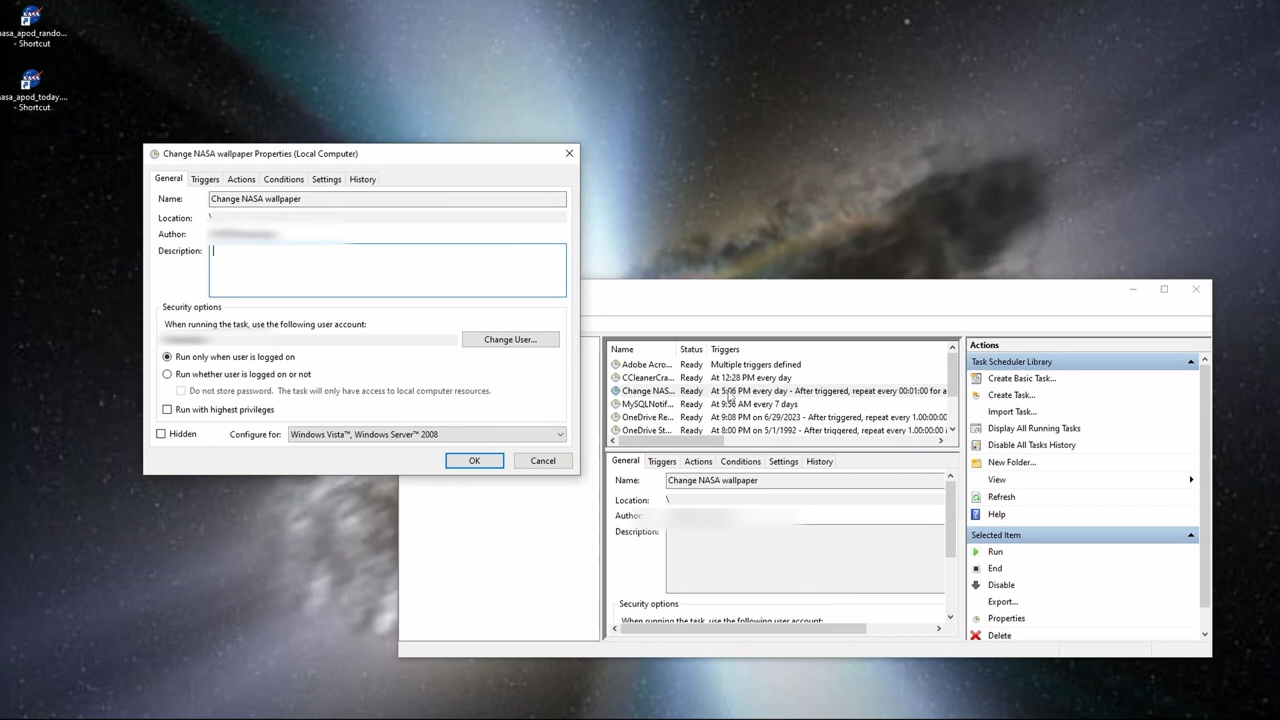 nasa_apod_rando...
- Shortcut
nasa_apod_today....
- Shortcut
Change NASA wallpaper Properties (Local Computer)
General Triggers Actions Conditions Settings History
Name: Change NASA wallpaper
Location: \
Author:
Description:
Security options
When running the task, use the following user account:
Change User...
Run only when user is logged on
Run whether user is logged on or not
Do not store password. The task will only have access to local computer resources.
Run with highest privileges
Hidden Configure for: Windows Vista™, Windows Server™ 2008
OK Cancel
Name Status Triggers
Adobe Acro... Ready Multiple triggers defined
CCleanerCra... Ready At 12:28 PM every day
Change NAS... Ready At 5:06 PM every day - After triggered, repeat every 00:01:00 for a
MySQLNotif... Ready At 9:56 AM every 7 days
OneDrive Re... Ready At 9:08 PM on 6/29/2023 - After triggered, repeat every 1.00:00:00
OneDrive St... Ready At 8:00 PM on 5/1/1992 - After triggered, repeat every 1.00:00:00 i
General Triggers Actions Conditions Settings History
Name: Change NASA wallpaper
Location: \
Author:
Description:
Security options
When running the task, use the following user account:
Actions
Task Scheduler Library
Create Basic Task...
Create Task...
Import Task...
Display All Running Tasks
Disable All Tasks History
New Folder...
View
Refresh
Help
Selected Item
Run
End
Disable
Export...
Properties
Delete